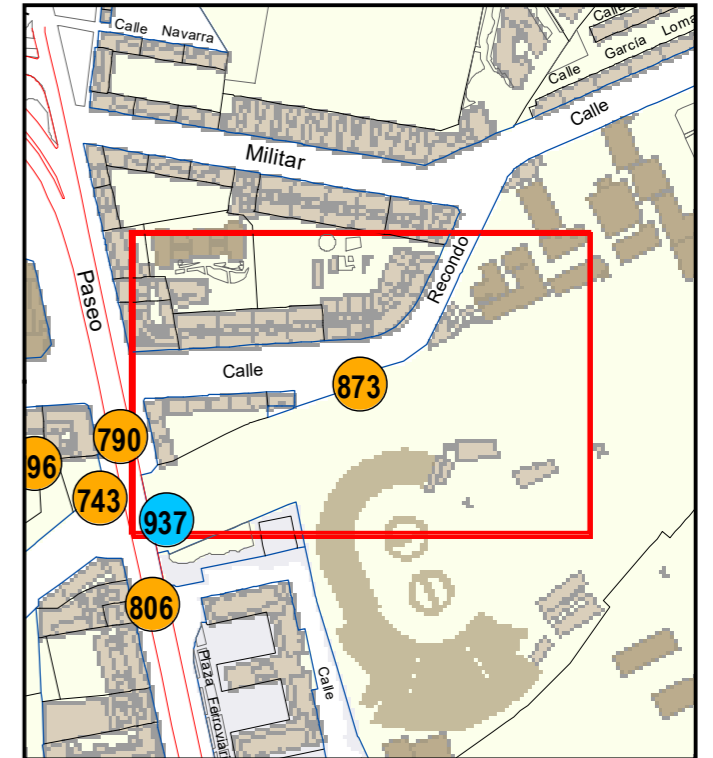 Calle Navarra
Calle
Calle García Loma
Calle
Militar
Paseo
Recondo
Calle
873
790
96
743
937
806
Plaza Ferroviar
Calle